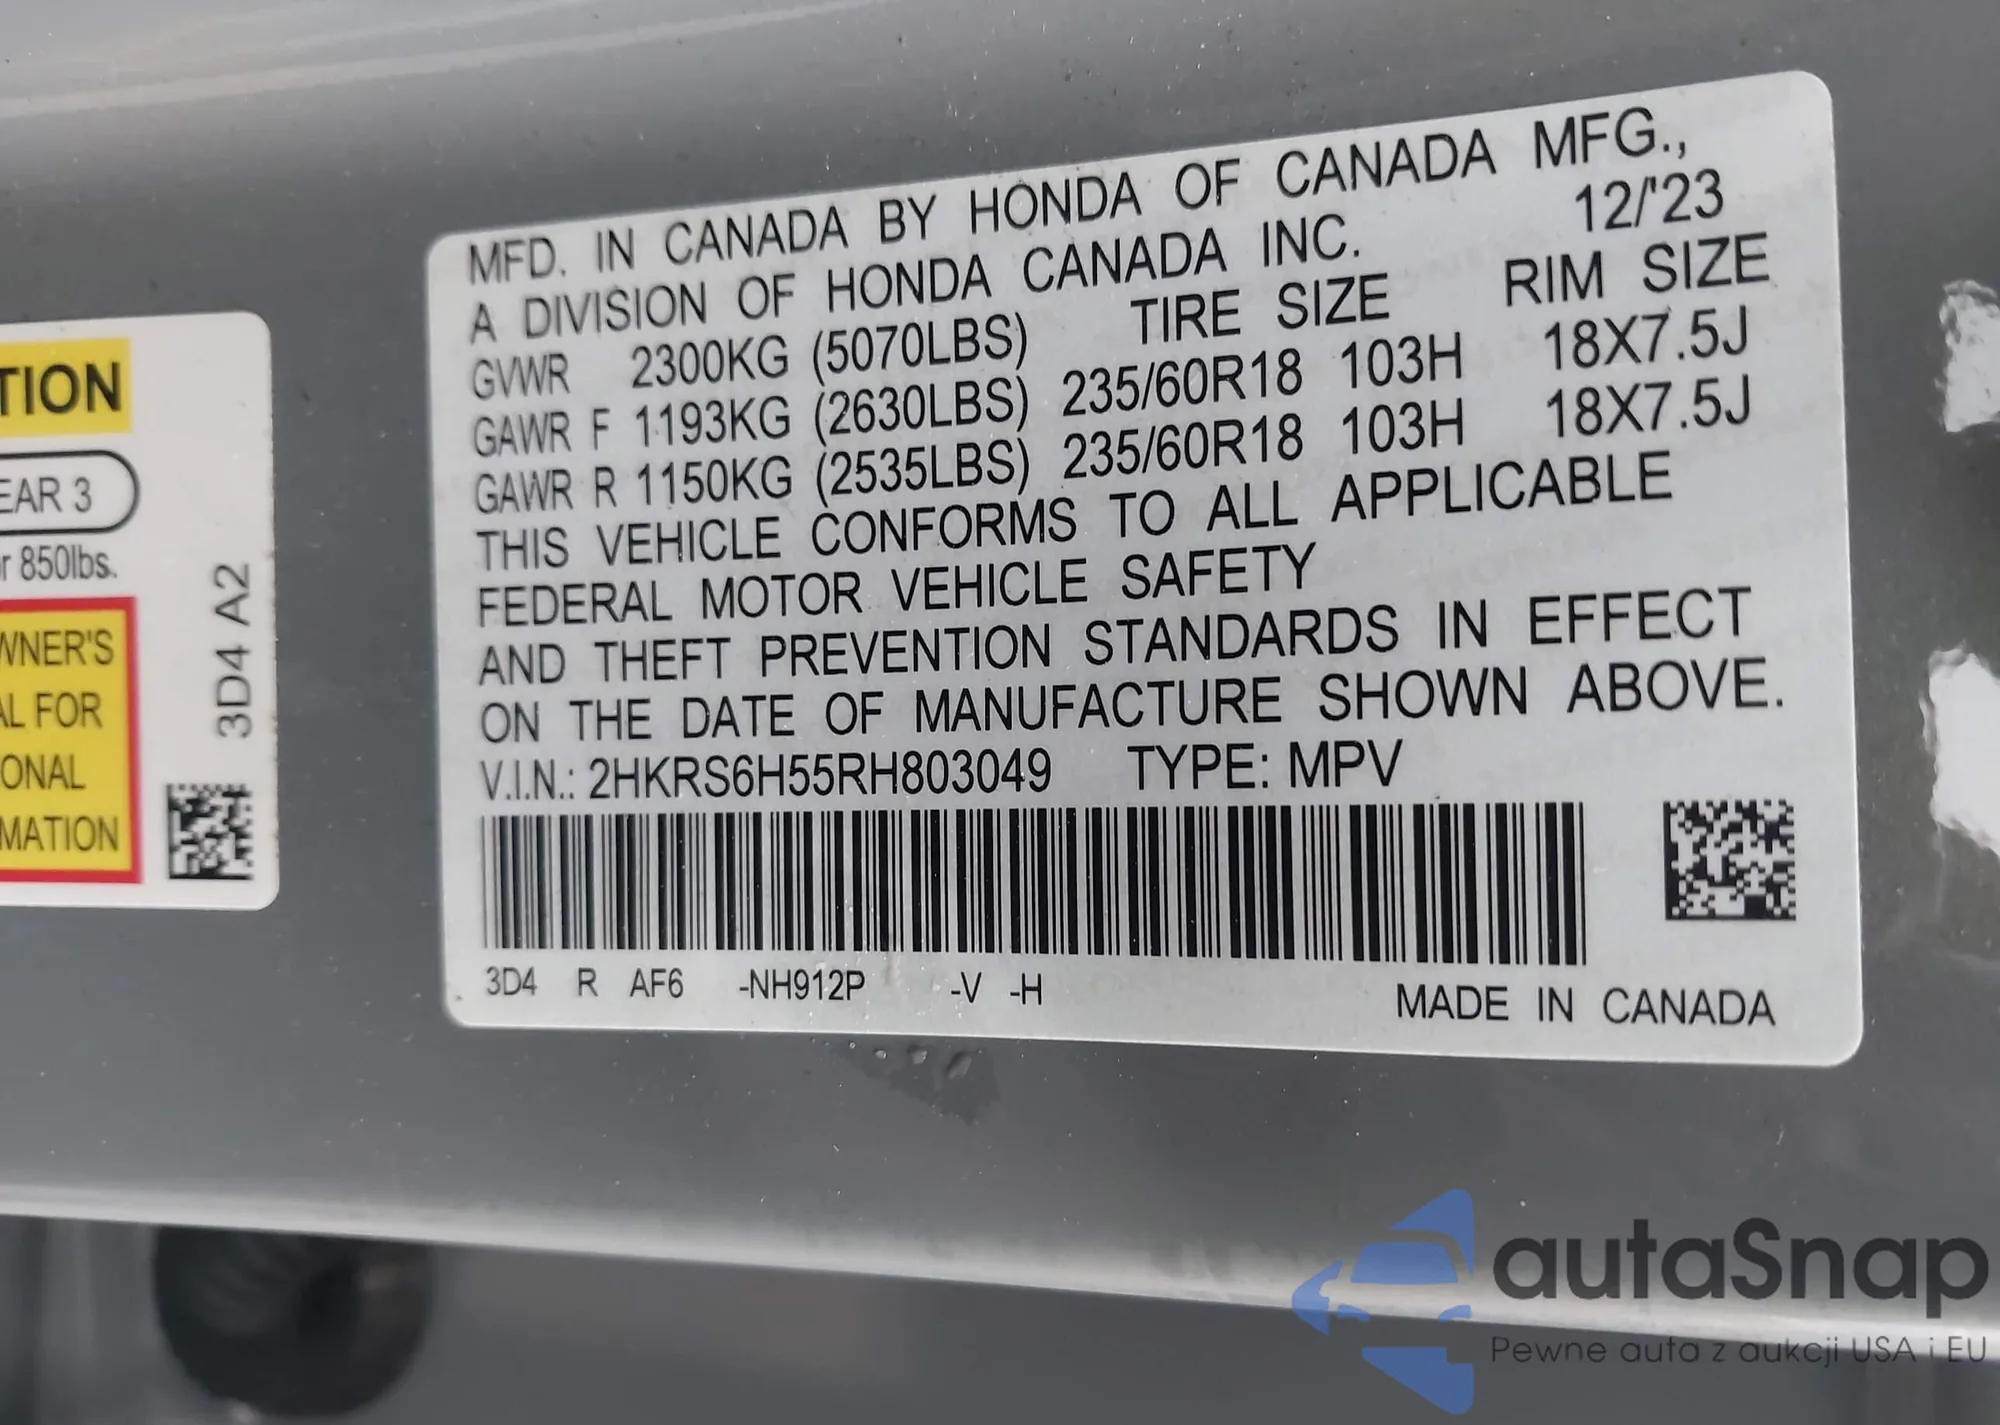 TION
EAR 3
r 850lbs.
WNER'S
AL FOR
ONAL
MATION
3D4 A2
MFD. IN CANADA BY HONDA OF CANADA MFG.,
A DIVISION OF HONDA CANADA INC. 12/'23
GVWR 2300KG (5070LBS) TIRE SIZE RIM SIZE
GAWR F 1193KG (2630LBS) 235/60R18 103H 18X7.5J
GAWR R 1150KG (2535LBS) 235/60R18 103H 18X7.5J
THIS VEHICLE CONFORMS TO ALL APPLICABLE
FEDERAL MOTOR VEHICLE SAFETY
AND THEFT PREVENTION STANDARDS IN EFFECT
ON THE DATE OF MANUFACTURE SHOWN ABOVE.
V.I.N.: 2HKRS6H55RH803049 TYPE: MPV
3D4 R AF6 -NH912P -V -H
MADE IN CANADA
autaSnap
Pewne auta z aukcji USA i EU